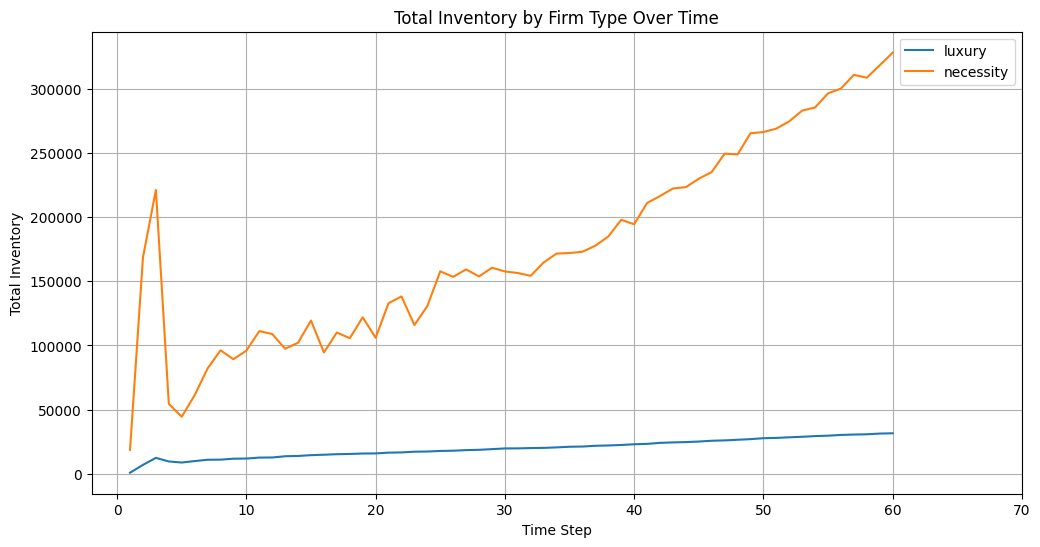 Total Inventory by Firm Type Over Time
luxury
necessity
Total Inventory
300000
250000
200000
150000
100000
50000
0
0 10 20 30 40 50 60 70
Time Step